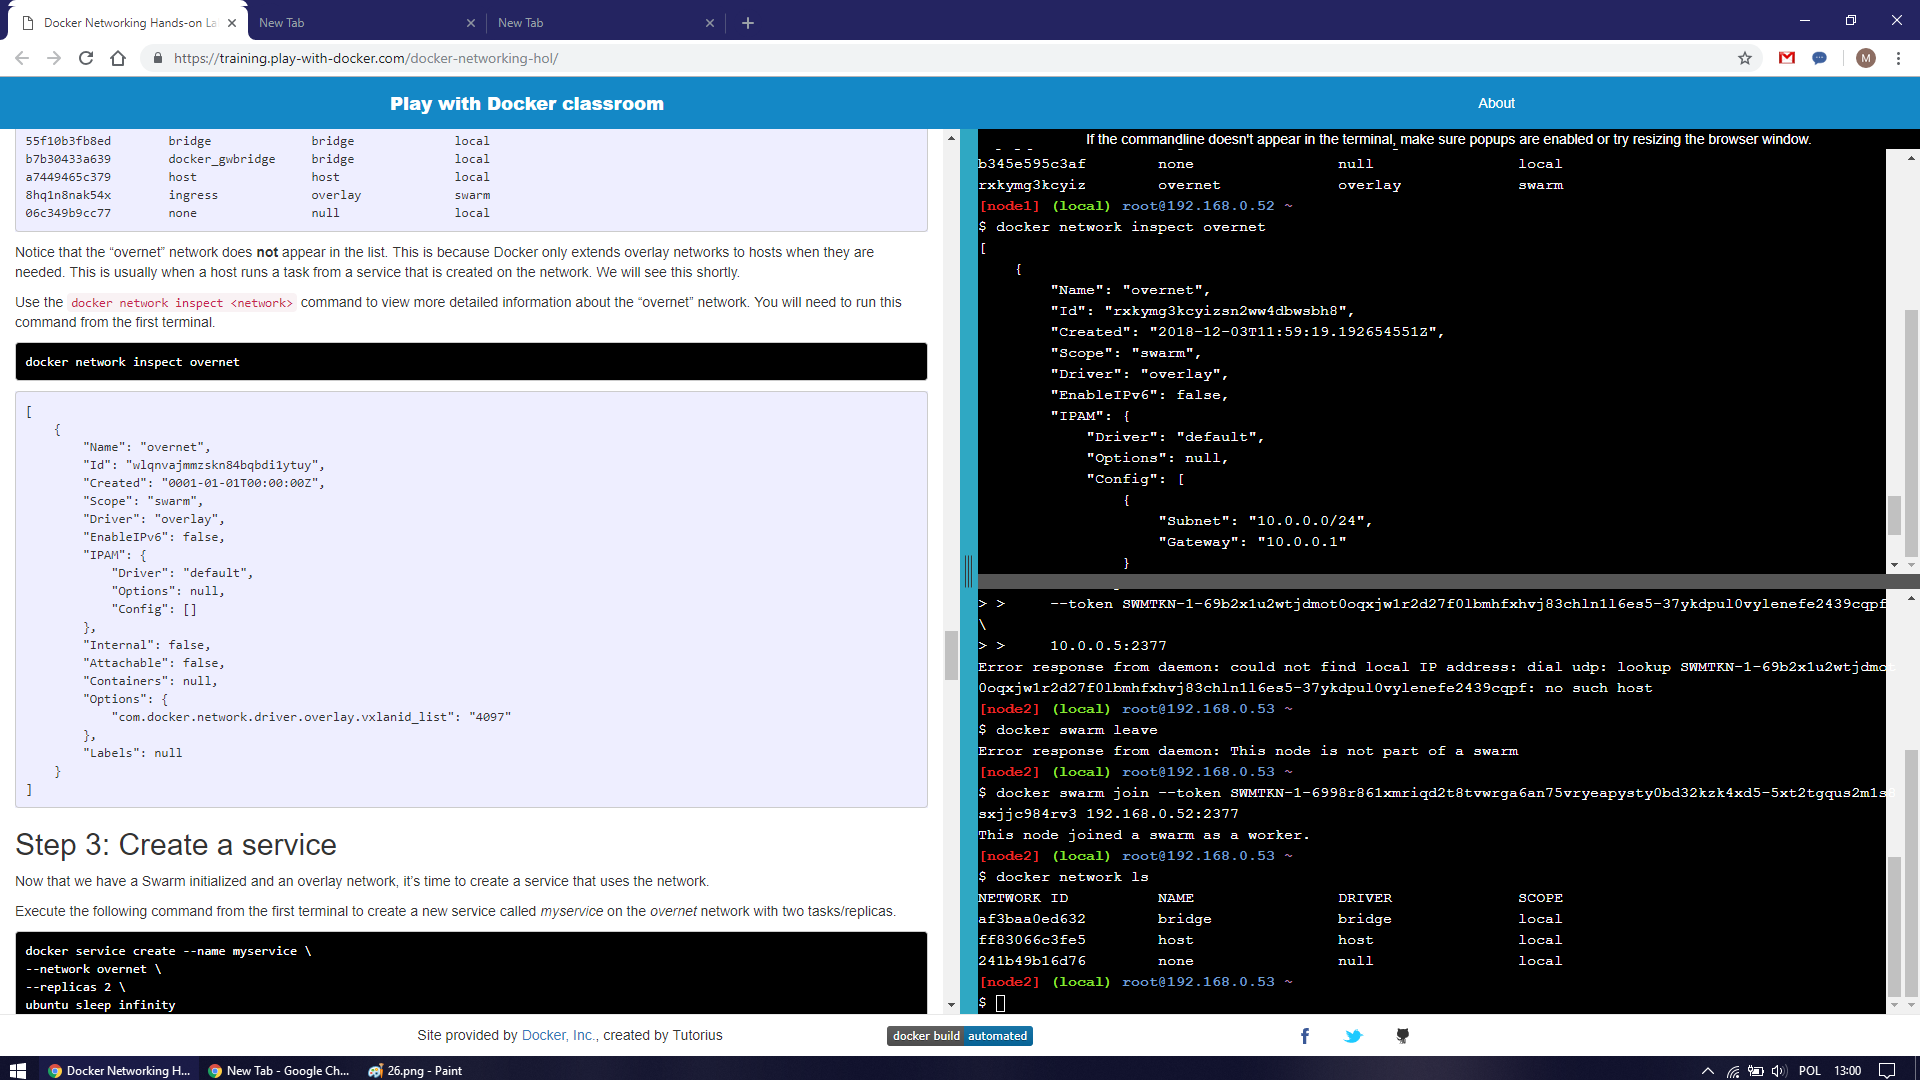 Docker Networking Hands-on La
New Tab
New Tab
https://training.play-with-docker.com/docker-networking-hol/
M
Play with Docker classroom
About
55f10b3fb8ed bridge bridge local
b7b30433a639 docker_gwbridge bridge local
a7449465c379 host host local
8hq1n8nak54x ingress overlay swarm
06c349b9cc77 none null local
Notice that the “overnet” network does not appear in the list. This is because Docker only extends overlay networks to hosts when they are
needed. This is usually when a host runs a task from a service that is created on the network. We will see this shortly.
Use the docker network inspect <network> command to view more detailed information about the “overnet” network. You will need to run this
command from the first terminal.
docker network inspect overnet
[
{
"Name": "overnet",
"Id": "wlqnvajmmzskn84bqbdi1ytuy",
"Created": "0001-01-01T00:00:00Z",
"Scope": "swarm",
"Driver": "overlay",
"EnableIPv6": false,
"IPAM": {
"Driver": "default",
"Options": null,
"Config": []
},
"Internal": false,
"Attachable": false,
"Containers": null,
"Options": {
"com.docker.network.driver.overlay.vxlanid_list": "4097"
},
"Labels": null
}
]
Step 3: Create a service
Now that we have a Swarm initialized and an overlay network, it’s time to create a service that uses the network.
Execute the following command from the first terminal to create a new service called myservice on the overnet network with two tasks/replicas.
docker service create --name myservice \
--network overnet \
--replicas 2 \
ubuntu sleep infinity
If the commandline doesn't appear in the terminal, make sure popups are enabled or try resizing the browser window.
b345e595c3af none null local
rxkymg3kcyiz overnet overlay swarm
[node1] (local) root@192.168.0.52 ~
$ docker network inspect overnet
[
{
"Name": "overnet",
"Id": "rxkymg3kcyizsn2ww4dbwsbh8",
"Created": "2018-12-03T11:59:19.192654551Z",
"Scope": "swarm",
"Driver": "overlay",
"EnableIPv6": false,
"IPAM": {
"Driver": "default",
"Options": null,
"Config": [
{
"Subnet": "10.0.0.0/24",
"Gateway": "10.0.0.1"
}
> > --token SWMTKN-1-69b2x1u2wtjdmot0oqxjw1r2d27f0lbmhfxhvj83chln1l6es5-37ykdpul0vylenefe2439cqpf
\
> > 10.0.0.5:2377
Error response from daemon: could not find local IP address: dial udp: lookup SWMTKN-1-69b2x1u2wtjdmot
0oqxjw1r2d27f0lbmhfxhvj83chln1l6es5-37ykdpul0vylenefe2439cqpf: no such host
[node2] (local) root@192.168.0.53 ~
$ docker swarm leave
Error response from daemon: This node is not part of a swarm
[node2] (local) root@192.168.0.53 ~
$ docker swarm join --token SWMTKN-1-6998r861xmriqd2t8tvwrga6an75vryeapysty0bd32kzk4xd5-5xt2tgqus2m1s8
sxjjc984rv3 192.168.0.52:2377
This node joined a swarm as a worker.
[node2] (local) root@192.168.0.53 ~
$ docker network ls
NETWORK ID NAME DRIVER SCOPE
af3baa0ed632 bridge bridge local
ff83066c3fe5 host host local
241b49b16d76 none null local
[node2] (local) root@192.168.0.53 ~
$
Site provided by Docker, Inc., created by Tutorius
docker build automated
Docker Networking H...
New Tab - Google Ch...
26.png - Paint
POL
13:00